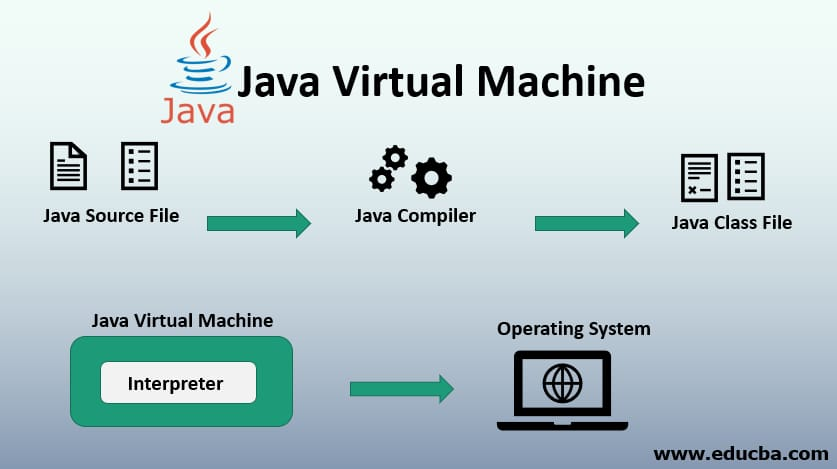 Java
Java Virtual Machine
Java Source File
Java Compiler
Java Class File
Java Virtual Machine
Interpreter
Operating System
www.educba.com